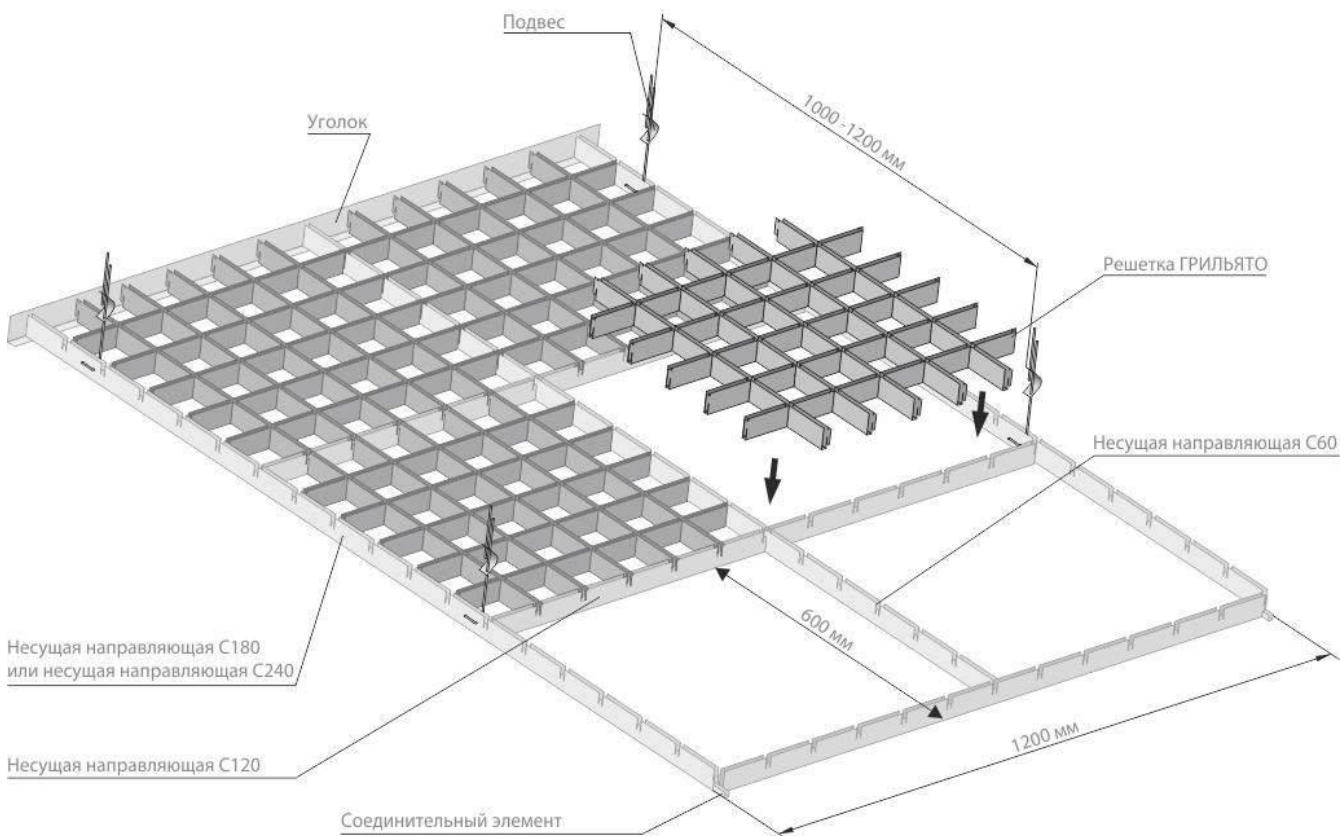 Подвес
1000 -1200 мм
Уголок
Решетка ГРИЛЬЯТО
Несущая направляющая С60
600 мм
Несущая направляющая С180
или несущая направляющая С240
1200 мм
Несущая направляющая С120
Соединительный элемент